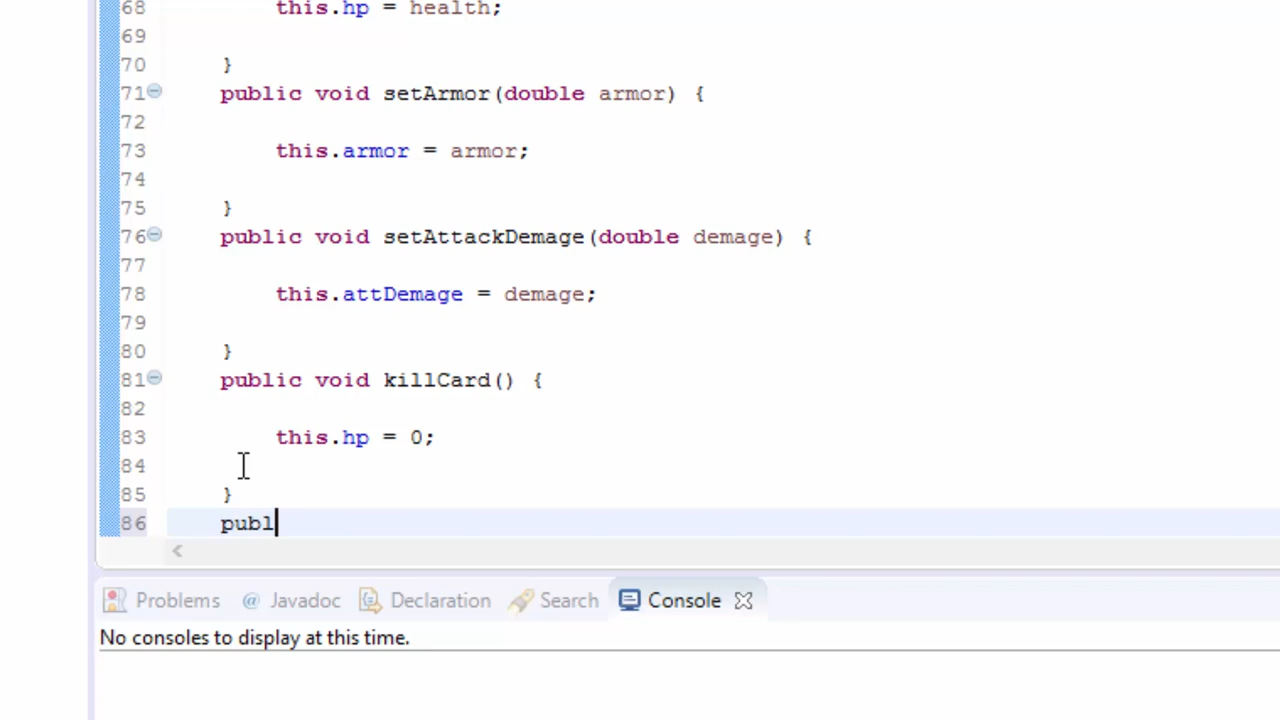 68 this.hp = health;
69
70 }
71 public void setArmor(double armor) {
72
73 this.armor = armor;
74
75 }
76 public void setAttackDemage(double demage) {
77
78 this.attDemage = demage;
79
80 }
81 public void killCard() {
82
83 this.hp = 0;
84
85 }
86 publ
Problems @ Javadoc Declaration Search Console
No consoles to display at this time.